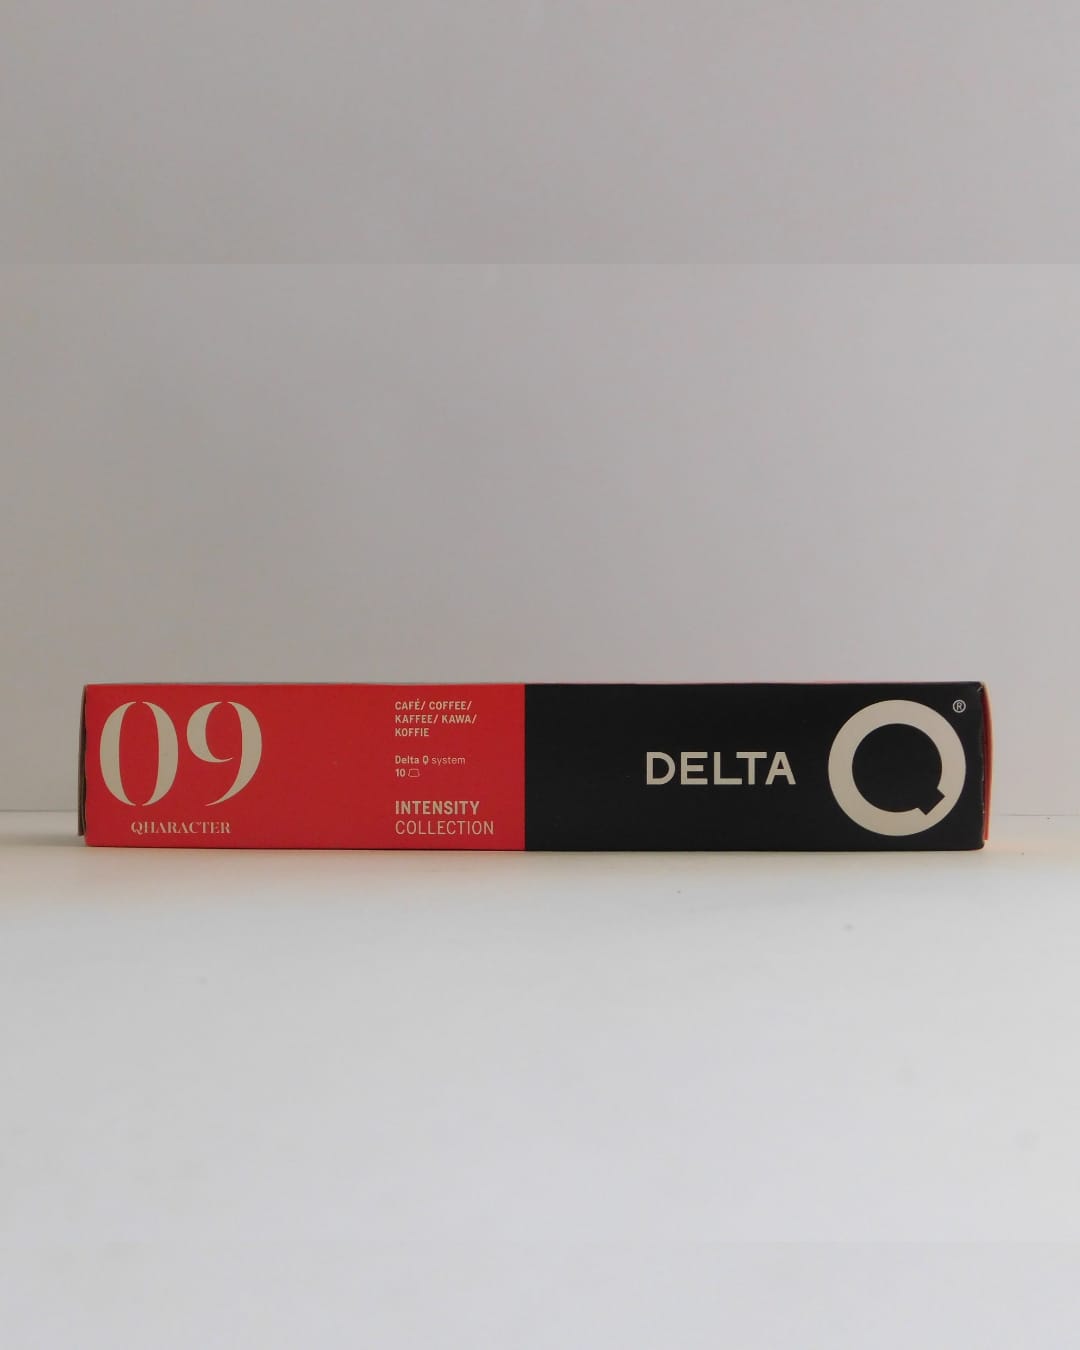 09
QHARACTER
CAFÉ/ COFFEE/
KAFFEE/ KAWA/
KOFFIE
Delta Q system
10
INTENSITY
COLLECTION
DELTA Q®